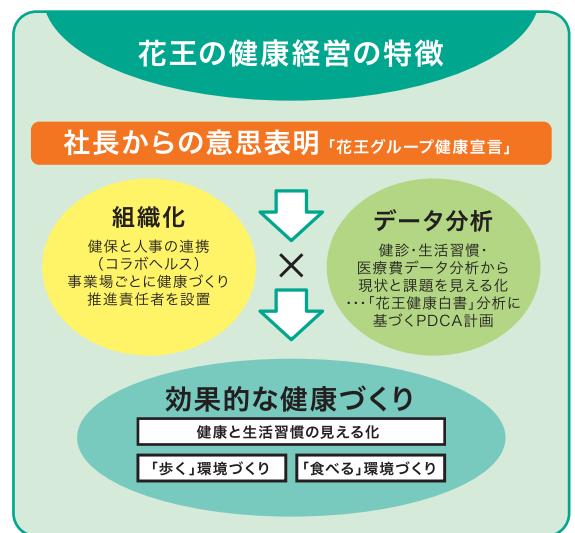 花王の健康経営の特徴
社長からの意思表明「花王グループ健康宣言」
組織化
健保と人事の連携
（コラボヘルス）
事業場ごとに健康づくり
推進責任者を設置
×
データ分析
健診・生活習慣・
医療費データ分析から
現状と課題を見える化
・・・「花王健康白書」分析に
基づくPDCA計画
効果的な健康づくり
健康と生活習慣の見える化
「歩く」環境づくり
「食べる」環境づくり